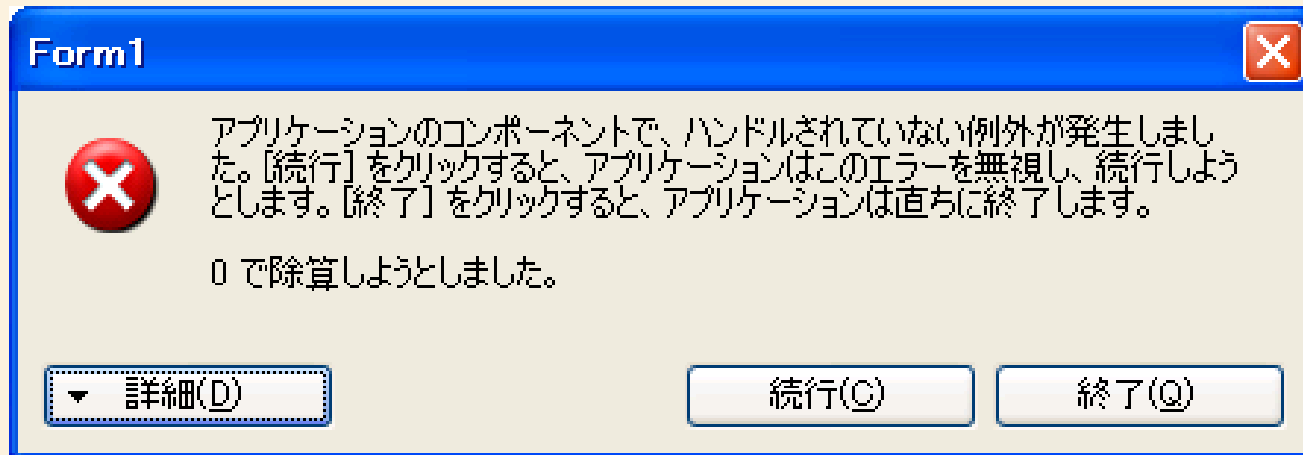 Form1
アプリケーションのコンポーネントで、ハンドルされていない例外が発生しまし
た。[続行] をクリックすると、アプリケーションはこのエラーを無視し、続行しよう
とします。[終了] をクリックすると、アプリケーションは直ちに終了します。
0 で除算しようとしました。
詳細(D)
続行(C)
終了(Q)